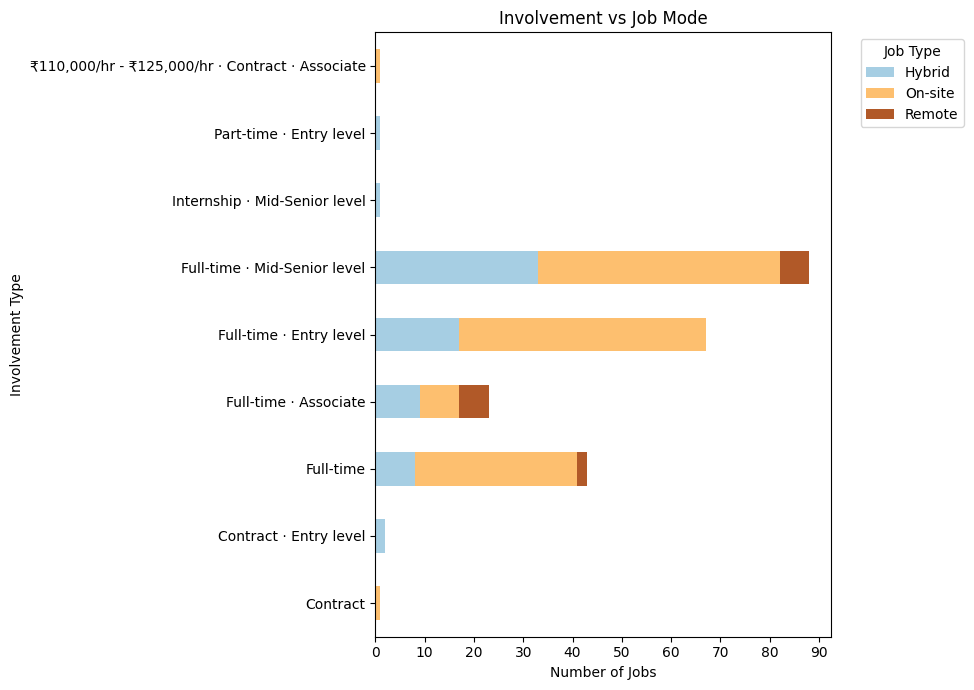 Involvement vs Job Mode
Job Type
Hybrid
On-site
Remote
Involvement Type
₹110,000/hr - ₹125,000/hr · Contract · Associate
Part-time · Entry level
Internship · Mid-Senior level
Full-time · Mid-Senior level
Full-time · Entry level
Full-time · Associate
Full-time
Contract · Entry level
Contract
0 10 20 30 40 50 60 70 80 90
Number of Jobs